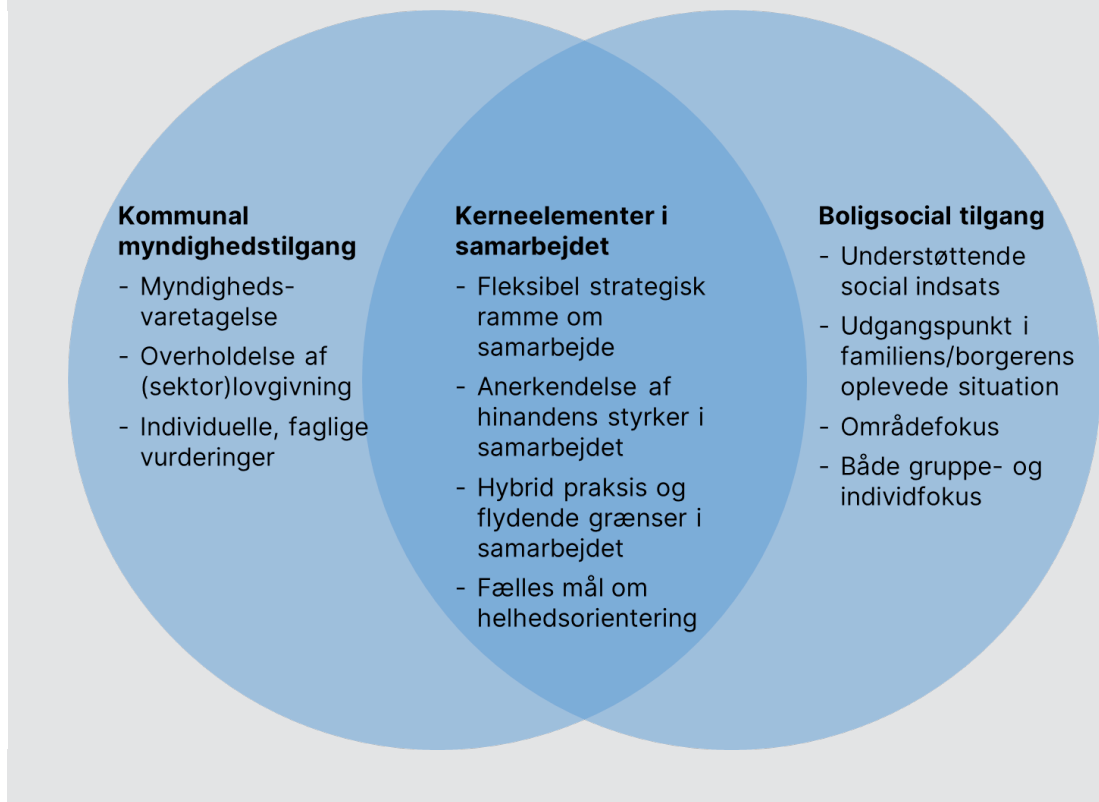 Kommunal
myndighedstilgang
- Myndigheds-
varetagelse
- Overholdelse af
(sektor)lovgivning
- Individuelle, faglige
vurderinger
Kerneelementer i
samarbejdet
- Fleksibel strategisk
ramme om
samarbejde
- Anerkendelse af
hinandens styrker i
samarbejdet
- Hybrid praksis og
flydende grænser i
samarbejdet
- Fælles mål om
helhedsorientering
Boligsocial tilgang
- Understøttende
social indsats
- Udgangspunkt i
familiens/borgerens
oplevede situation
- Områdefokus
- Både gruppe- og
individfokus